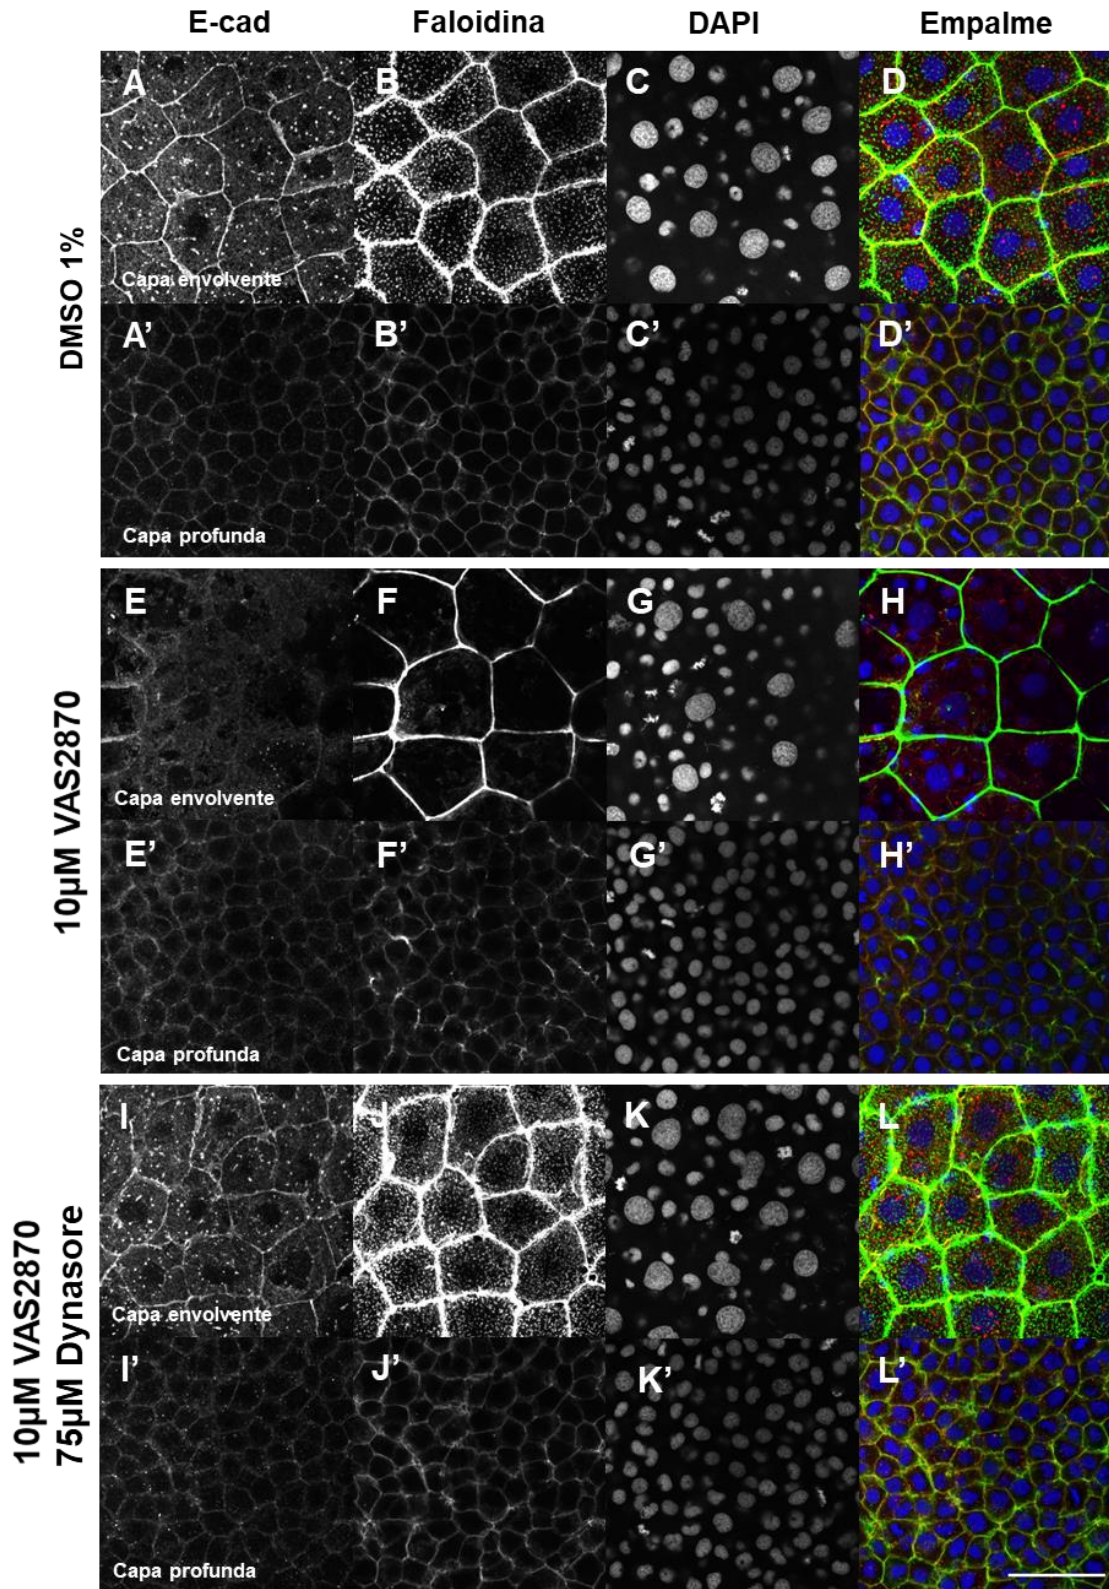 E-cad Faloidina DAPI Empalme
DMSO 1%
A B C D
Capa envolvente
A' B' C' D'
Capa profunda
10µM VAS2870
E F G H
Capa envolvente
E' F' G' H'
Capa profunda
10µM VAS2870
75µM Dynasore
I J K L
Capa envolvente
I' J' K' L'
Capa profunda